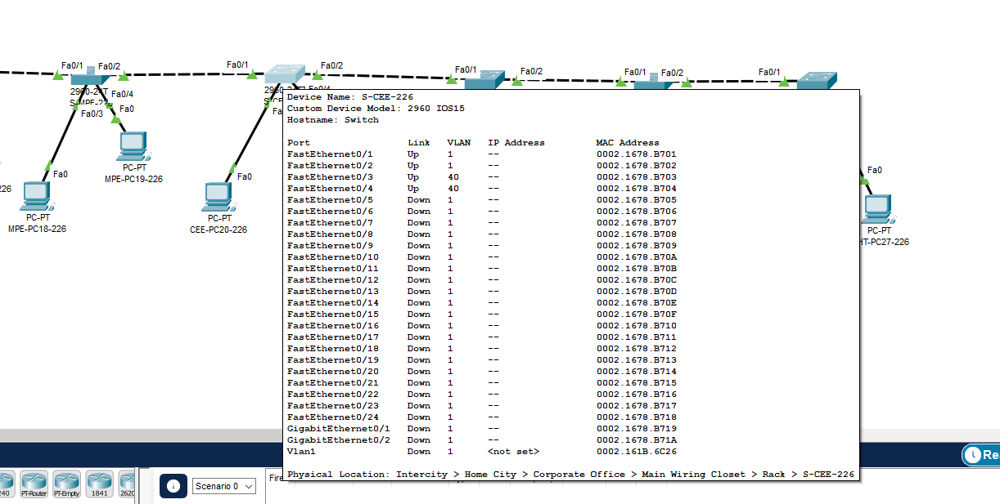 Fa0/1 Fa0/2 Fa0/1 Fa0/2 Fa0/1 Fa0/2 Fa0/1 Fa0/2 Fa0/1
2960-24T
Fa0/4
Fa0/3
Fa0
Fa0
PC-PT
MPE-PC19-226
226
PC-PT
MPE-PC18-226
Fa0
PC-PT
CEE-PC20-226
Fa0
PC-PT
HT-PC27-226
Device Name: S-CEE-226
Custom Device Model: 2960 IOS15
Hostname: Switch
Port Link VLAN IP Address MAC Address
FastEthernet0/1 Up 1 -- 0002.1678.B701
FastEthernet0/2 Up 1 -- 0002.1678.B702
FastEthernet0/3 Up 40 -- 0002.1678.B703
FastEthernet0/4 Up 40 -- 0002.1678.B704
FastEthernet0/5 Down 1 -- 0002.1678.B705
FastEthernet0/6 Down 1 -- 0002.1678.B706
FastEthernet0/7 Down 1 -- 0002.1678.B707
FastEthernet0/8 Down 1 -- 0002.1678.B708
FastEthernet0/9 Down 1 -- 0002.1678.B709
FastEthernet0/10 Down 1 -- 0002.1678.B70A
FastEthernet0/11 Down 1 -- 0002.1678.B70B
FastEthernet0/12 Down 1 -- 0002.1678.B70C
FastEthernet0/13 Down 1 -- 0002.1678.B70D
FastEthernet0/14 Down 1 -- 0002.1678.B70E
FastEthernet0/15 Down 1 -- 0002.1678.B70F
FastEthernet0/16 Down 1 -- 0002.1678.B710
FastEthernet0/17 Down 1 -- 0002.1678.B711
FastEthernet0/18 Down 1 -- 0002.1678.B712
FastEthernet0/19 Down 1 -- 0002.1678.B713
FastEthernet0/20 Down 1 -- 0002.1678.B714
FastEthernet0/21 Down 1 -- 0002.1678.B715
FastEthernet0/22 Down 1 -- 0002.1678.B716
FastEthernet0/23 Down 1 -- 0002.1678.B717
FastEthernet0/24 Down 1 -- 0002.1678.B718
GigabitEthernet0/1 Down 1 -- 0002.1678.B719
GigabitEthernet0/2 Down 1 -- 0002.1678.B71A
Vlan1 Down 1 <not set> 0002.161B.6C26
Physical Location: Intercity > Home City > Corporate Office > Main Wiring Closet > Rack > S-CEE-226
Re
240 PT-Router PT-Empty 1841 2620
Scenario 0
Fire